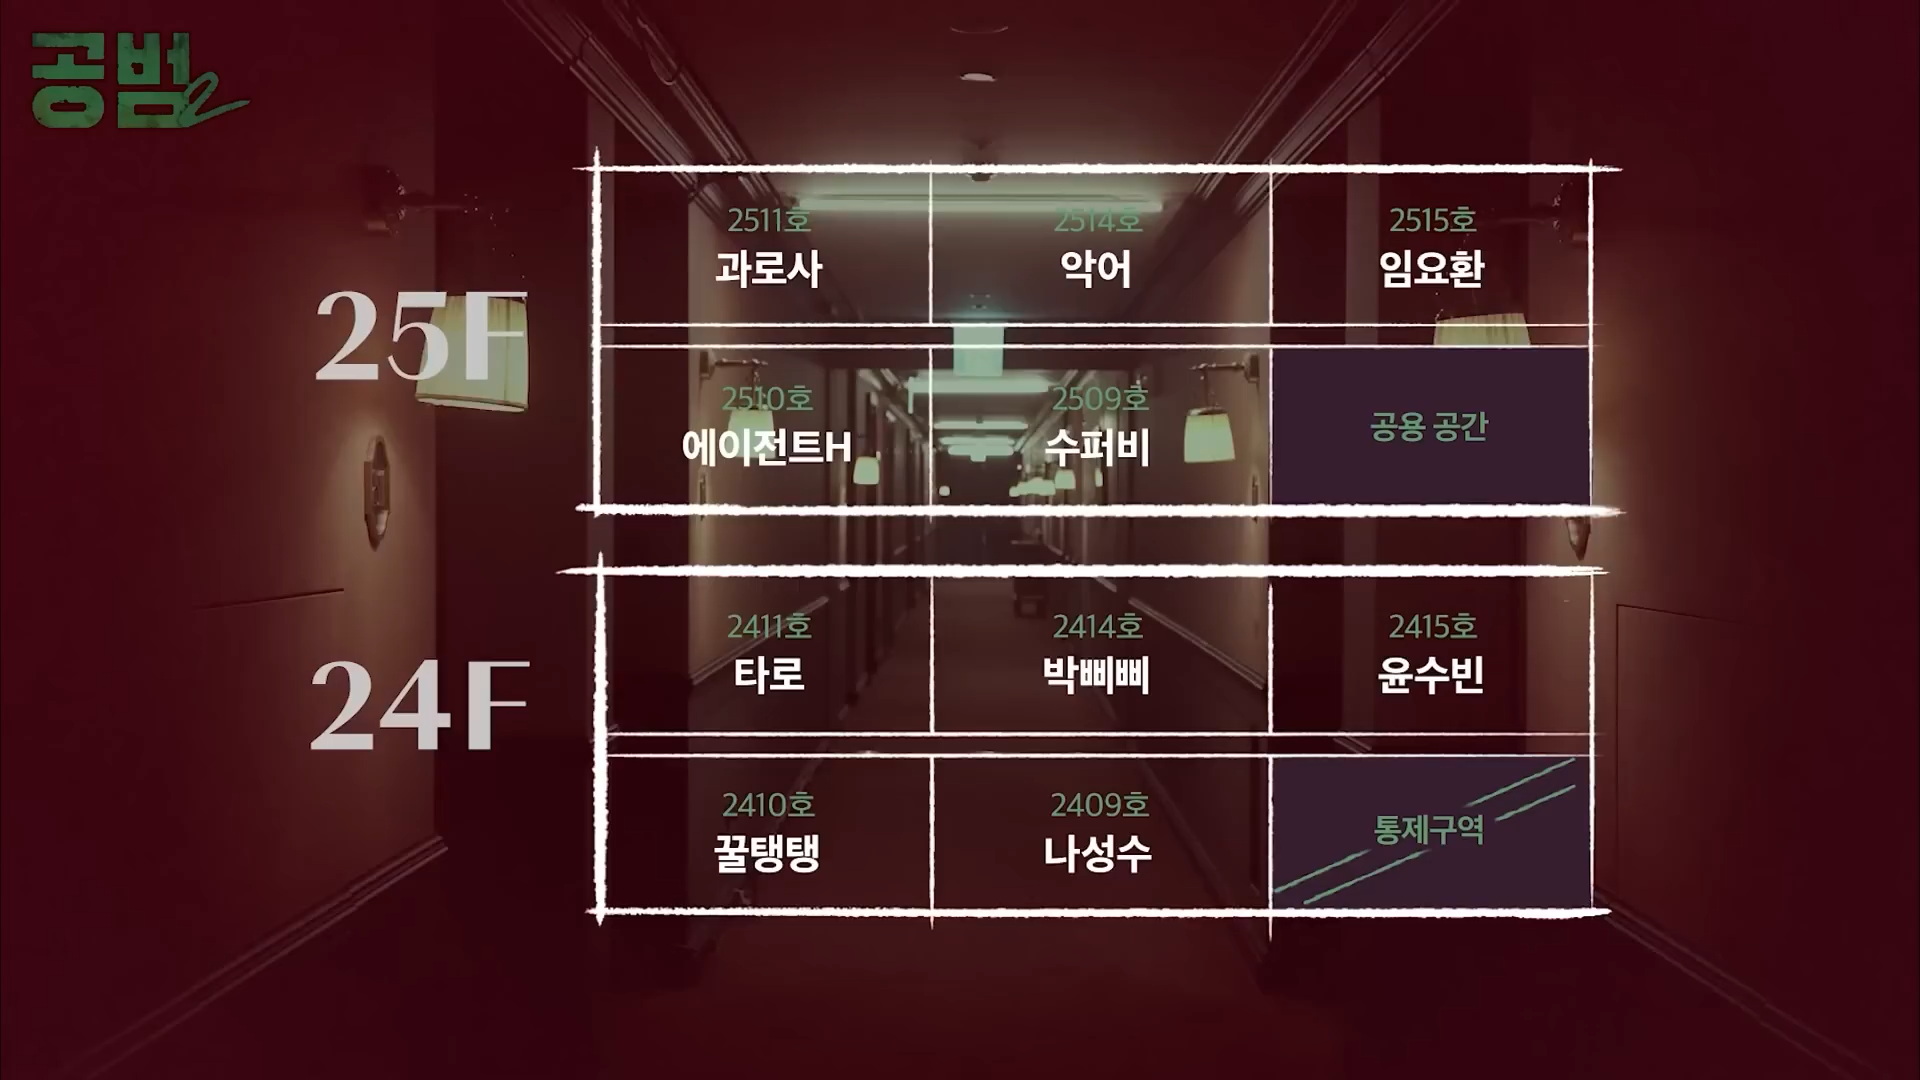 공범2
25F
2511호
과로사
2514호
악어
2515호
임요환
2510호
에이전트H
2509호
수퍼비
공용 공간
24F
2411호
타로
2414호
박삐삐
2415호
윤수빈
2410호
꿀탱탱
2409호
나성수
통제구역